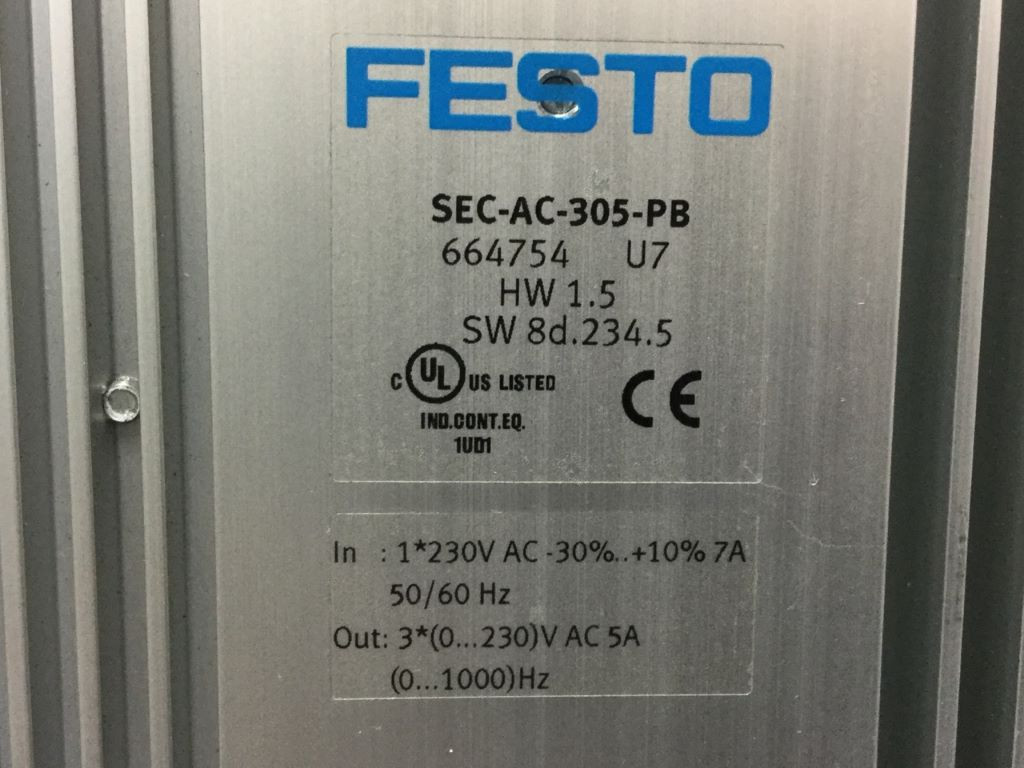 FESTO
SEC-AC-305-PB
664754 U7
HW 1.5
SW 8d.234.5
C UL US LISTED
CE
IND.CONT.EQ.
1UD1
In : 1*230V AC -30%..+10% 7A
50/60 Hz
Out: 3*(0...230)V AC 5A
(0...1000)Hz